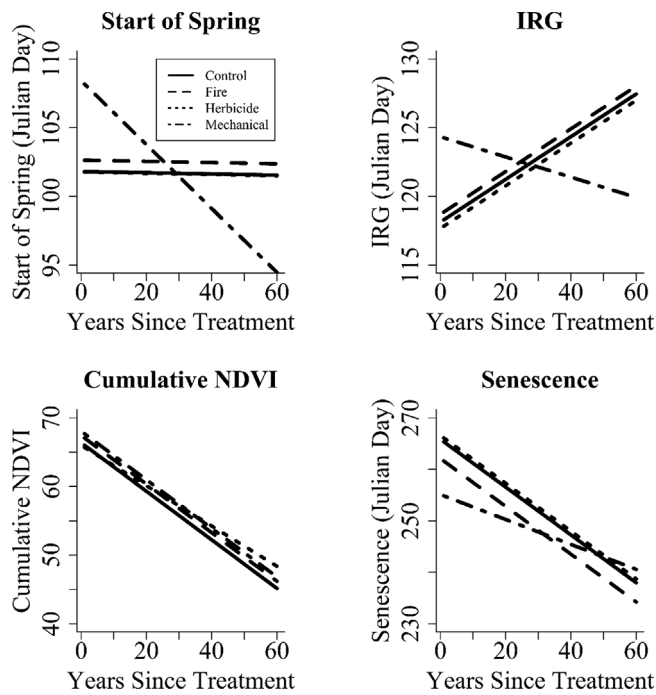 Start of Spring
Start of Spring (Julian Day)
95 100 105 110
Control
Fire
Herbicide
Mechanical
0 20 40 60
Years Since Treatment
IRG
IRG (Julian Day)
115 120 125 130
0 20 40 60
Years Since Treatment
Cumulative NDVI
Cumulative NDVI
40 50 60 70
0 20 40 60
Years Since Treatment
Senescence
Senescence (Julian Day)
230 250 270
0 20 40 60
Years Since Treatment